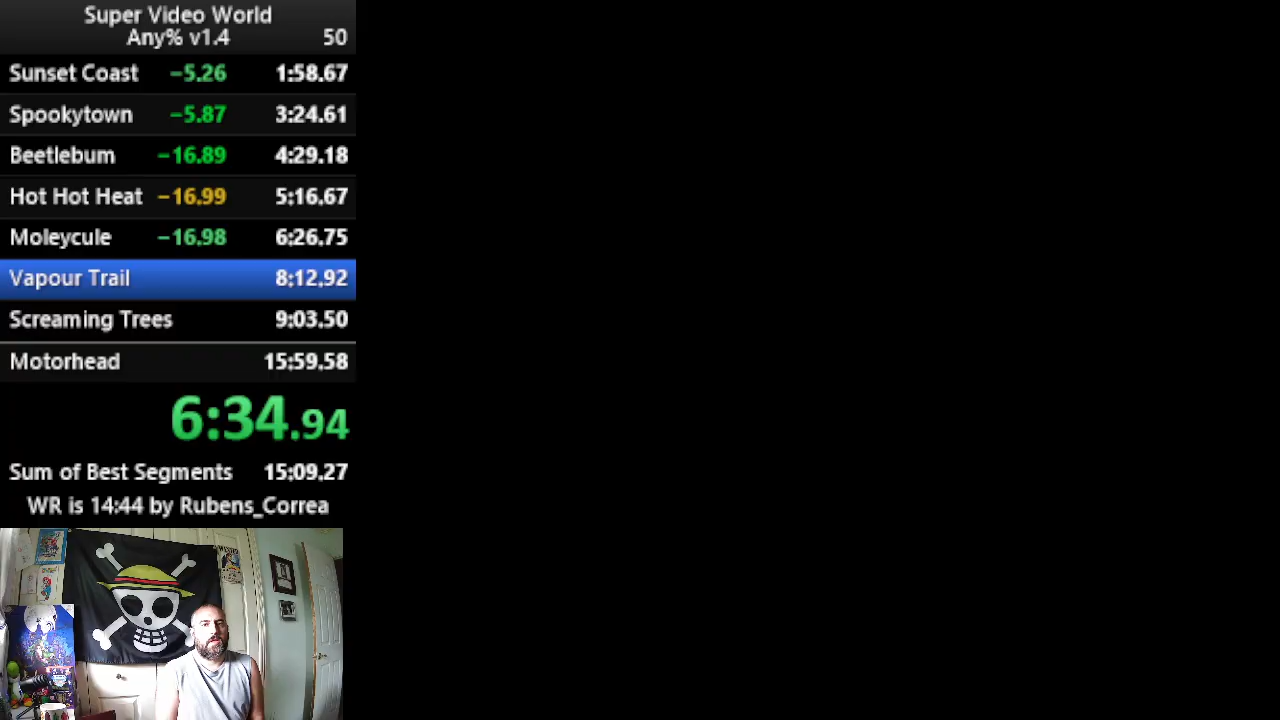 Super Video World
Any% v1.4 50
Sunset Coast −5.26 1:58.67
Spookytown −5.87 3:24.61
Beetlebum −16.89 4:29.18
Hot Hot Heat −16.99 5:16.67
Moleycule −16.98 6:26.75
Vapour Trail 8:12.92
Screaming Trees 9:03.50
Motorhead 15:59.58
6:34.94
Sum of Best Segments 15:09.27
WR is 14:44 by Rubens_Correa